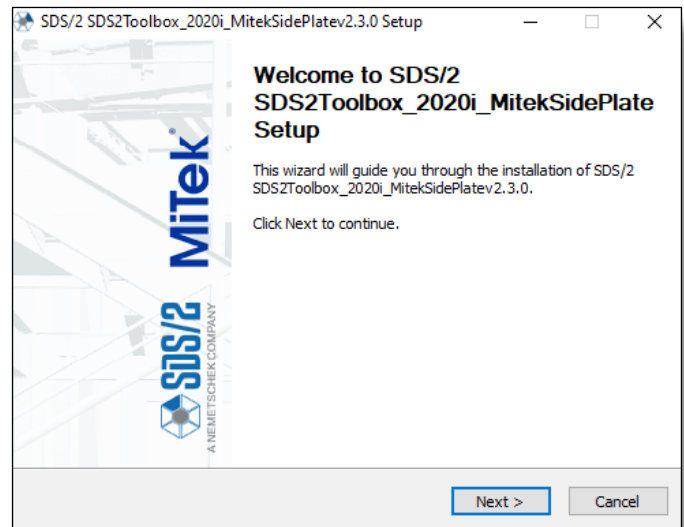 SDS/2 SDS2Toolbox_2020i_MitekSidePlatev2.3.0 Setup
Welcome to SDS/2
SDS2Toolbox_2020i_MitekSidePlate
Setup
This wizard will guide you through the installation of SDS/2
SDS2Toolbox_2020i_MitekSidePlatev2.3.0.
Click Next to continue.
MiTek
SDS/2
A NEMETSCHEK COMPANY
Next >
Cancel